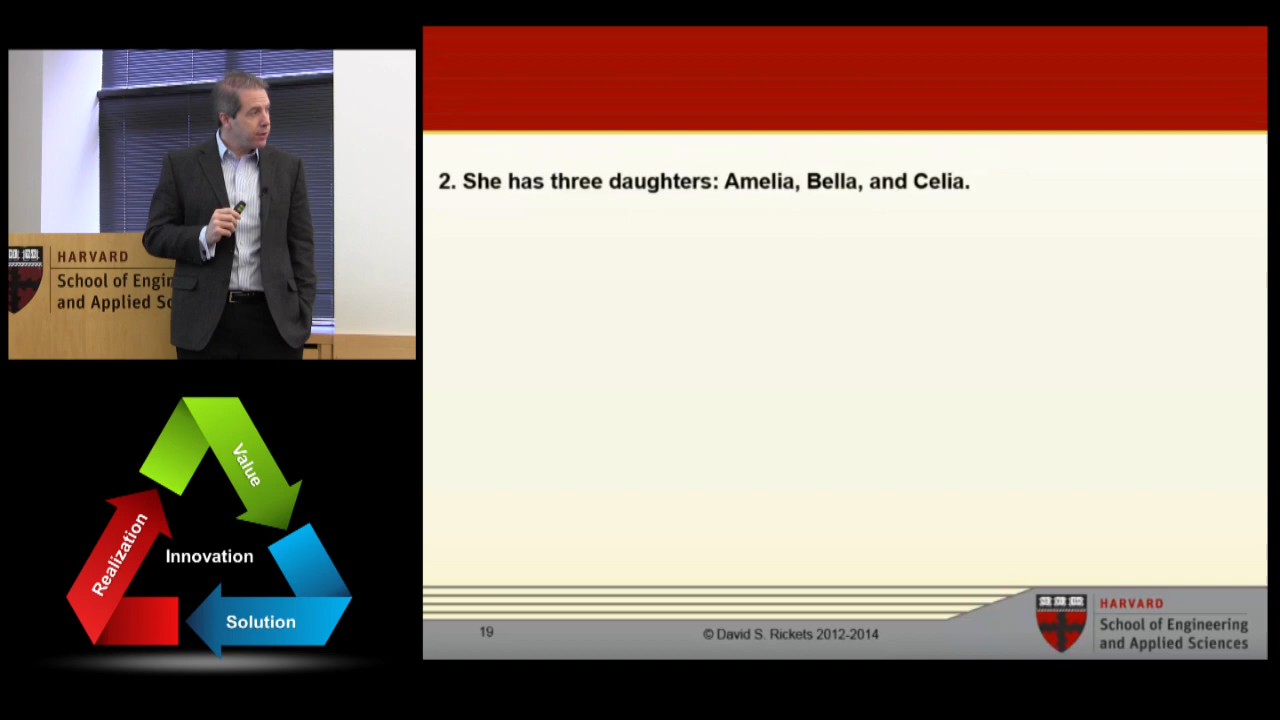 HARVARD
School of Engin
and Applied Sc
2. She has three daughters: Amelia, Bella, and Celia.
Value
Realization
Innovation
Solution
19
© David S. Rickets 2012-2014
HARVARD
School of Engineering
and Applied Sciences